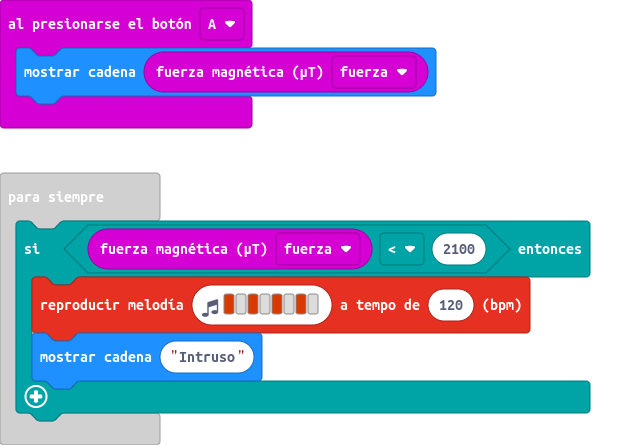 al presionarse el botón A
mostrar cadena fuerza magnética (µT) fuerza
para siempre
si fuerza magnética (µT) fuerza < 2100 entonces
reproducir melodía a tempo de 120 (bpm)
mostrar cadena "Intruso"